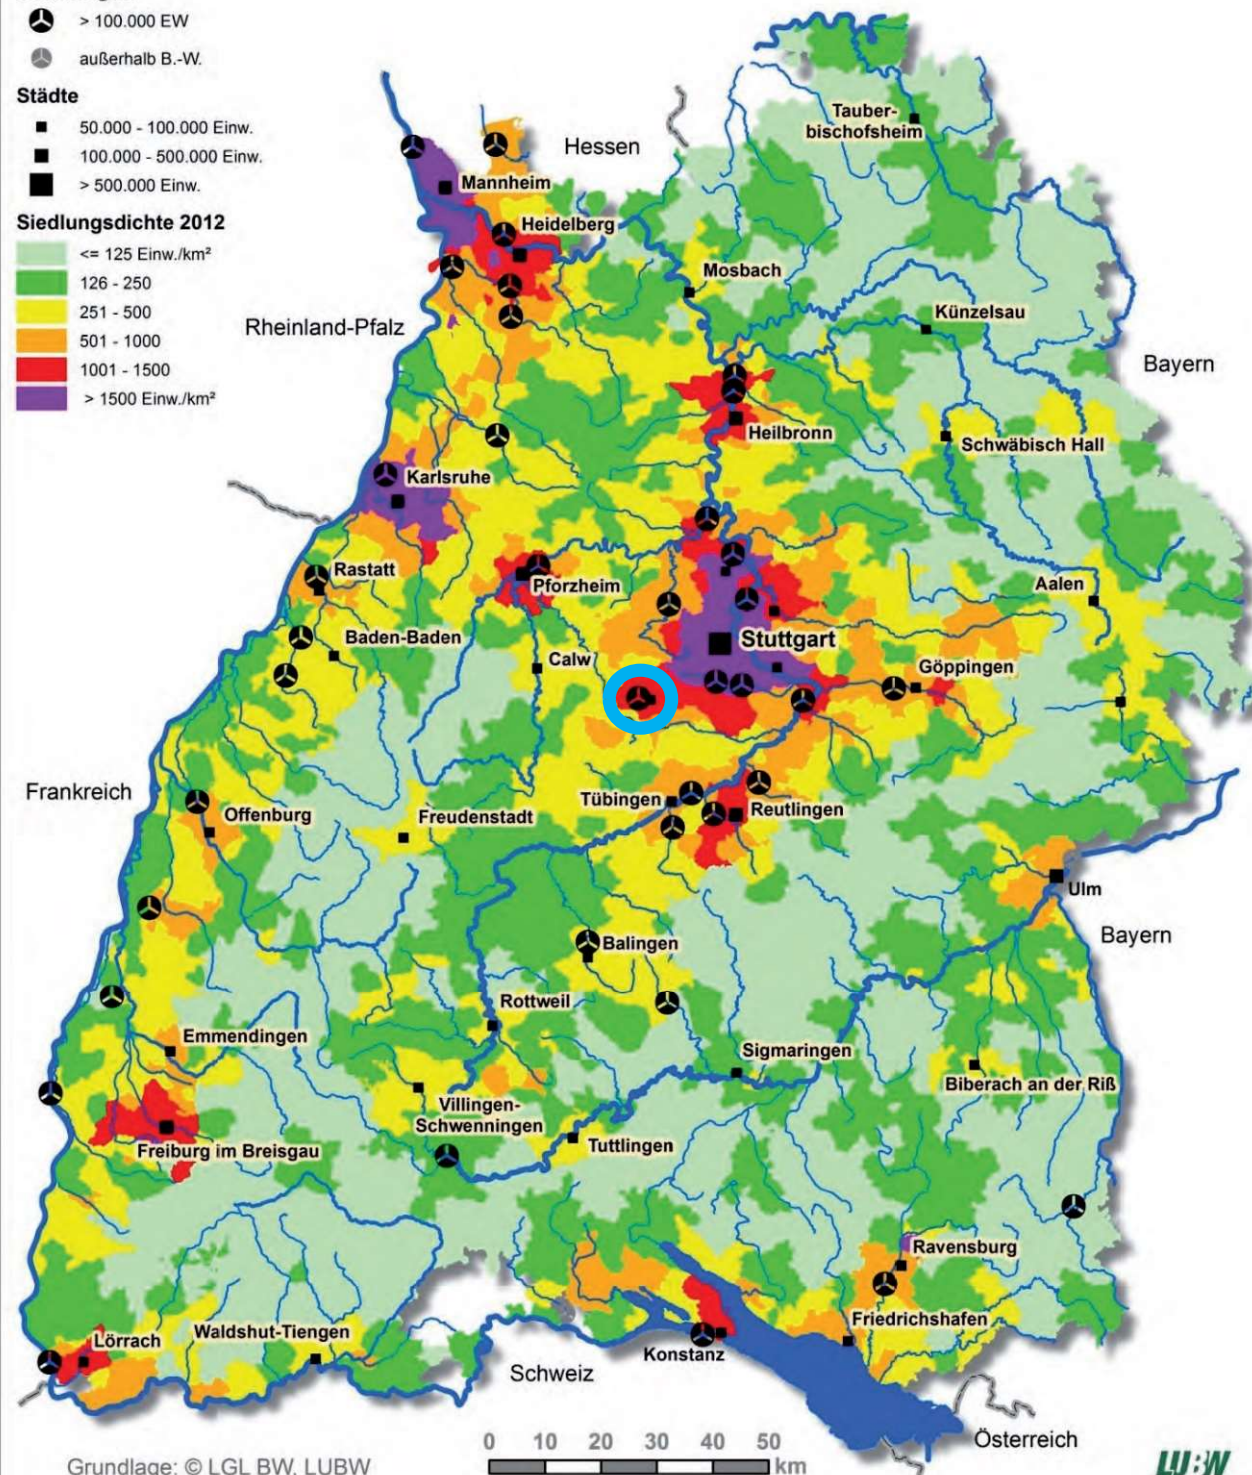 > 100.000 EW
außerhalb B.-W.
Städte
50.000 - 100.000 Einw.
100.000 - 500.000 Einw.
> 500.000 Einw.
Siedlungsdichte 2012
<= 125 Einw./km²
126 - 250
251 - 500
501 - 1000
1001 - 1500
> 1500 Einw./km²
Hessen
Tauber-
bischofsheim
Mannheim
Heidelberg
Mosbach
Künzelsau
Rheinland-Pfalz
Bayern
Heilbronn
Schwäbisch Hall
Karlsruhe
Rastatt
Pforzheim
Aalen
Baden-Baden
Stuttgart
Calw
Göppingen
Frankreich
Offenburg
Freudenstadt
Tübingen
Reutlingen
Ulm
Bayern
Balingen
Rottweil
Emmendingen
Sigmaringen
Biberach an der Riß
Villingen-
Schwenningen
Freiburg im Breisgau
Tuttlingen
Ravensburg
Friedrichshafen
Lörrach
Waldshut-Tiengen
Konstanz
Schweiz
Österreich
0 10 20 30 40 50
km
Grundlage: © LGL BW, LUBW
LUBW